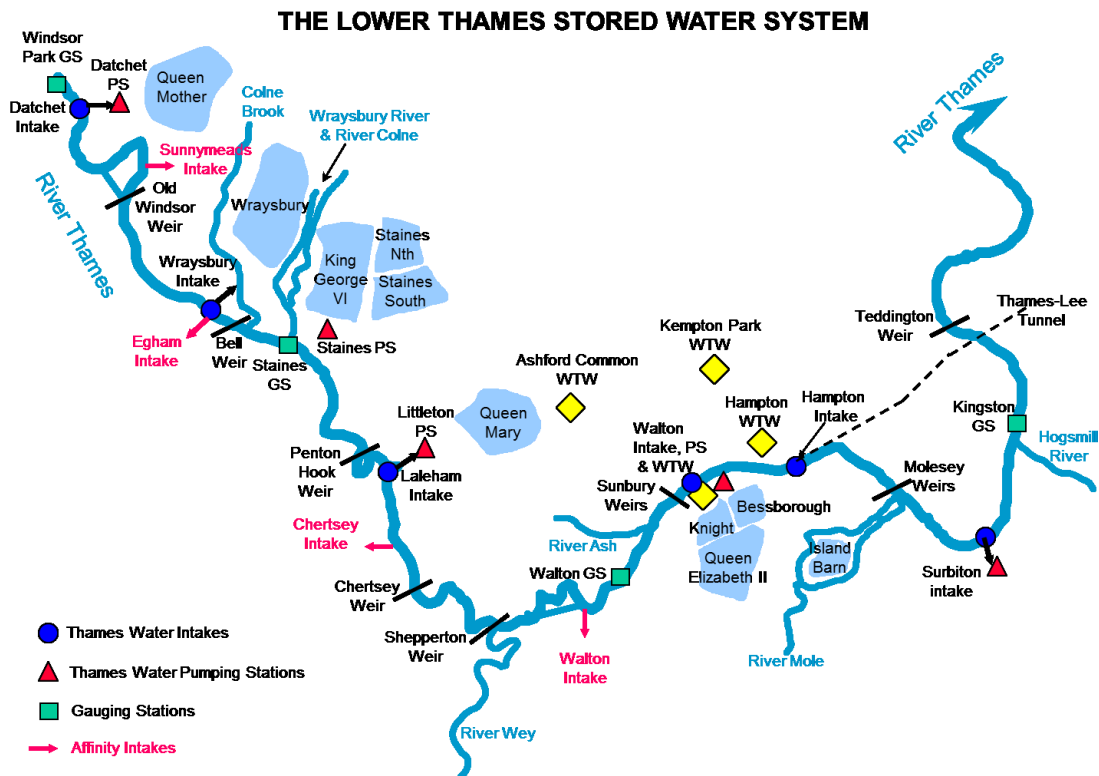 THE LOWER THAMES STORED WATER SYSTEM
Windsor
Park GS
Datchet
PS
Queen
Mother
Datchet
Intake
Colne
Brook
Wraysbury River
& River Colne
River Thames
Sunnymeads
Intake
Old
Windsor
Weir
River Thames
Wraysbury
Staines
Nth
King
George
VI
Staines
South
Wraysbury
Intake
Egham
Intake
Bell
Weir
Staines
GS
Staines PS
Kempton Park
WTW
Teddington
Weir
Thames-Lee
Tunnel
Ashford Common
WTW
Littleton
PS
Queen
Mary
Hampton
WTW
Hampton
Intake
Kingston
GS
Hogsmill
River
Penton
Hook
Weir
Laleham
Intake
Walton
Intake, PS
& WTW
Sunbury
Weirs
Molesey
Weirs
Chertsey
Intake
River Ash
Bessborough
Knight
Queen
Elizabeth II
Island
Barn
Surbiton
intake
Chertsey
Weir
Walton GS
Shepperton
Weir
Walton
Intake
River Mole
River Wey
Thames Water Intakes
Thames Water Pumping Stations
Gauging Stations
Affinity Intakes